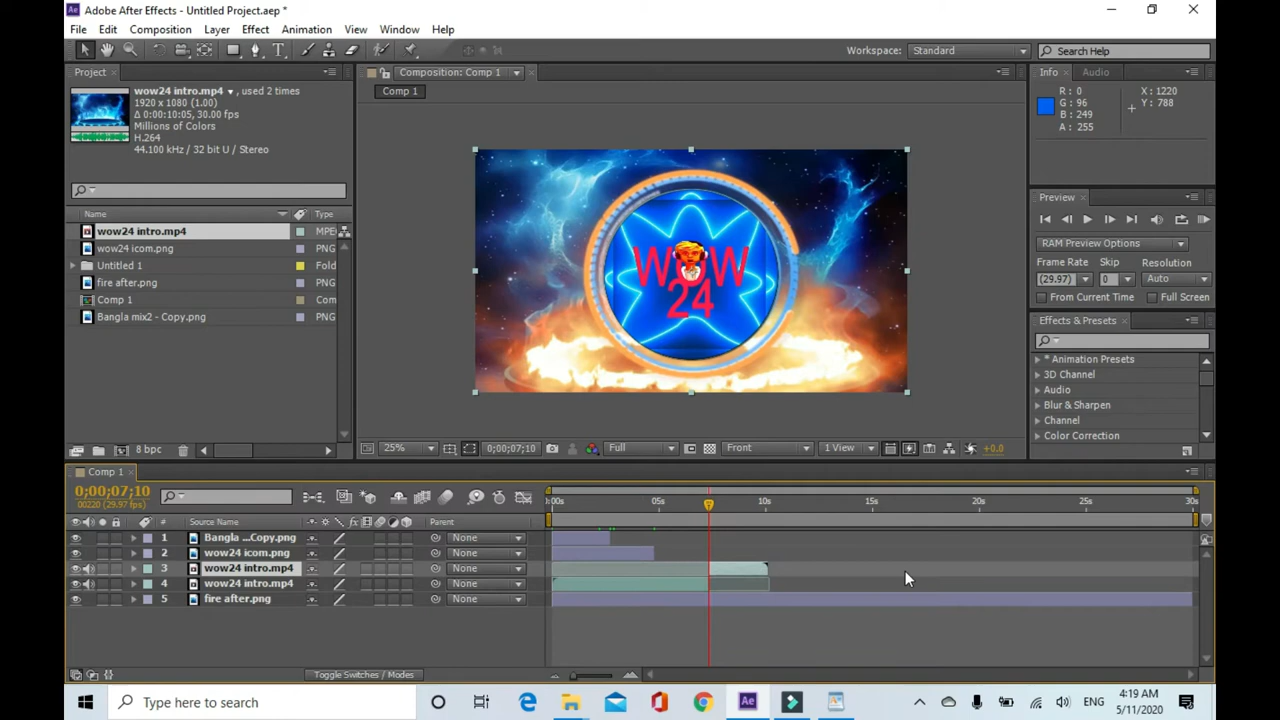 Adobe After Effects - Untitled Project.aep *
File Edit Composition Layer Effect Animation View Window Help
Workspace: Standard Search Help
Project
wow24 intro.mp4 , used 2 times
1920 x 1080 (1.00)
Δ 0:00:10:05, 30.00 fps
Millions of Colors
H.264
44.100 kHz / 32 bit U / Stereo
Name Type
wow24 intro.mp4 MPE
wow24 icom.png PNG
Untitled 1 Fold
fire after.png PNG
Comp 1 Com
Bangla mix2 - Copy.png PNG
8 bpc
Composition: Comp 1
Comp 1
WOW
24
25% 0;00;07;10 Full Front 1 View +0.0
Info Audio
R: 0
G: 96
B: 249
A: 255
X: 1220
Y: 788
Preview
RAM Preview Options
Frame Rate Skip Resolution
(29.97) 0 Auto
From Current Time Full Screen
Effects & Presets
* Animation Presets
3D Channel
Audio
Blur & Sharpen
Channel
Color Correction
Comp 1
0;00;07;10
00220 (29.97 fps)
:00s 05s 10s 15s 20s 25s 30s
# Source Name Parent
1 Bangla ...Copy.png None
2 wow24 icom.png None
3 wow24 intro.mp4 None
4 wow24 intro.mp4 None
5 fire after.png None
Toggle Switches / Modes
Type here to search
ENG
4:19 AM
5/11/2020